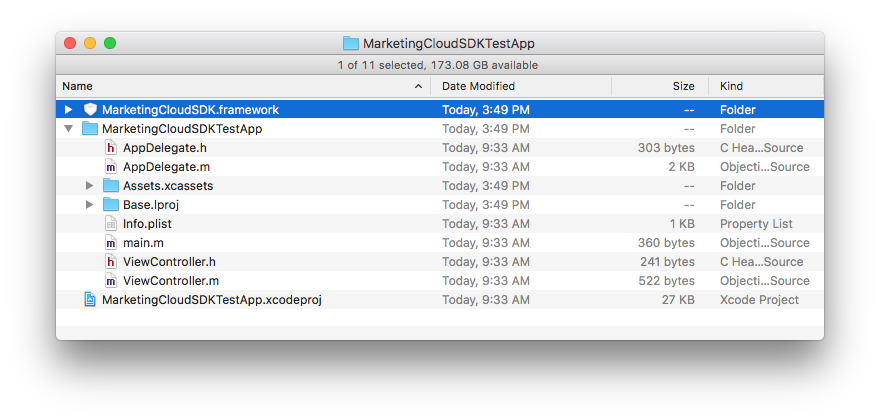 MarketingCloudSDKTestApp
1 of 11 selected, 173.08 GB available
Name Date Modified Size Kind
MarketingCloudSDK.framework Today, 3:49 PM -- Folder
MarketingCloudSDKTestApp Today, 3:49 PM -- Folder
h AppDelegate.h Today, 9:33 AM 303 bytes C Hea...Source
m AppDelegate.m Today, 9:33 AM 2 KB Objecti...Source
Assets.xcassets Today, 3:49 PM -- Folder
Base.lproj Today, 3:49 PM -- Folder
Info.plist Today, 9:33 AM 1 KB Property List
m main.m Today, 9:33 AM 360 bytes Objecti...Source
h ViewController.h Today, 9:33 AM 241 bytes C Hea...Source
m ViewController.m Today, 9:33 AM 522 bytes Objecti...Source
MarketingCloudSDKTestApp.xcodeproj Today, 9:33 AM 27 KB Xcode Project